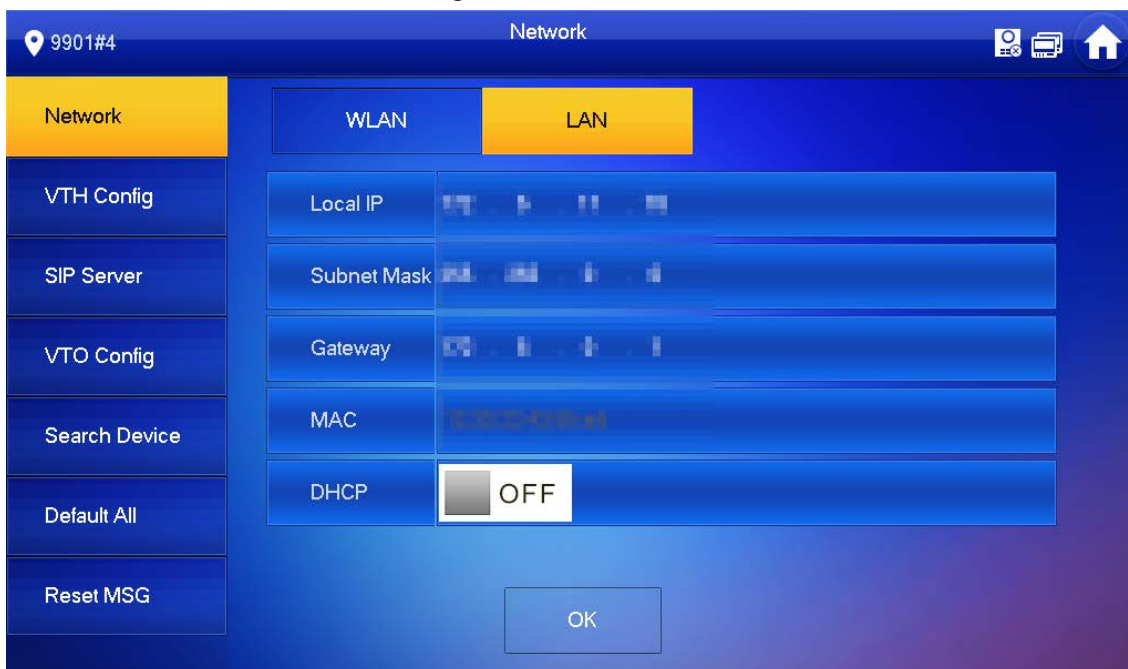 9901#4
Network
Network
VTH Config
SIP Server
VTO Config
Search Device
Default All
Reset MSG
WLAN LAN
Local IP
Subnet Mask
Gateway
MAC
DHCP OFF
OK